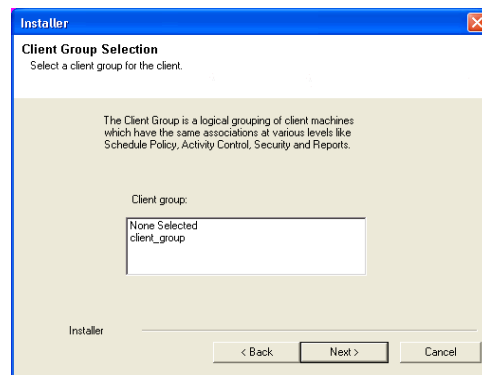 Installer
Client Group Selection
Select a client group for the client.
The Client Group is a logical grouping of client machines
which have the same associations at various levels like
Schedule Policy, Activity Control, Security and Reports.
Client group:
None Selected
client_group
Installer
< Back
Next >
Cancel